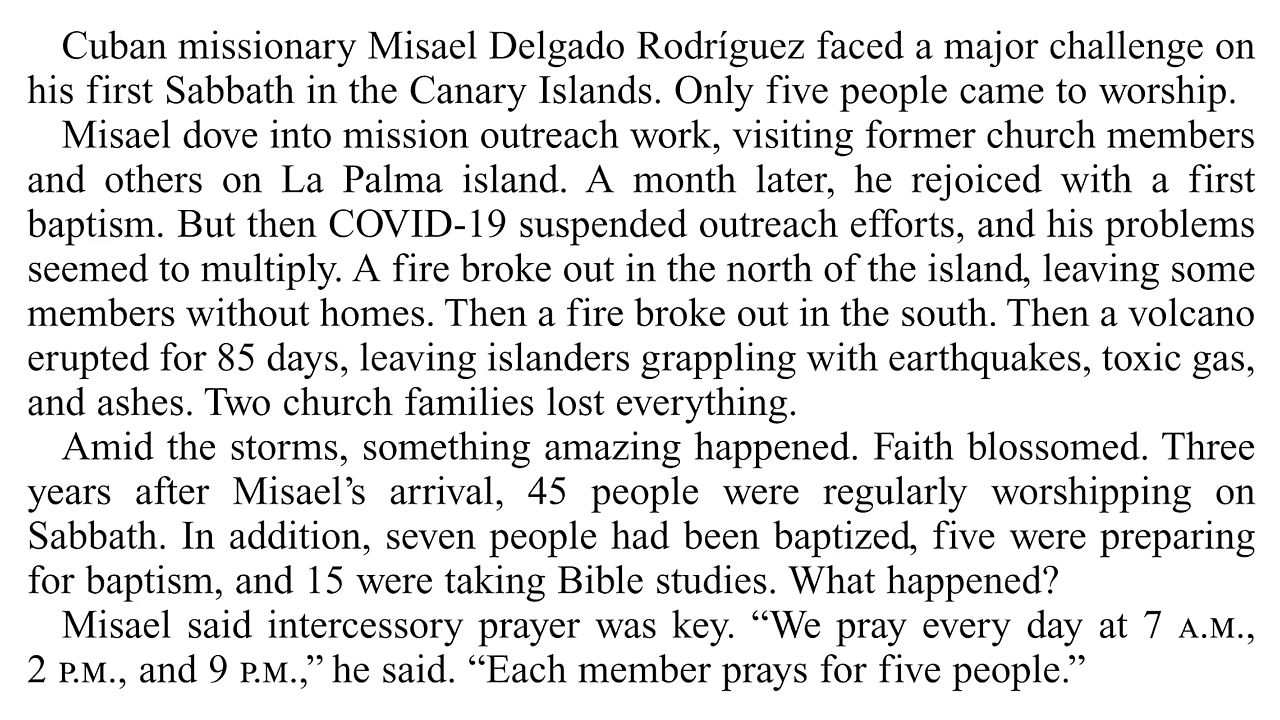 Cuban missionary Misael Delgado Rodríguez faced a major challenge on
his first Sabbath in the Canary Islands. Only five people came to worship.
Misael dove into mission outreach work, visiting former church members
and others on La Palma island. A month later, he rejoiced with a first
baptism. But then COVID-19 suspended outreach efforts, and his problems
seemed to multiply. A fire broke out in the north of the island, leaving some
members without homes. Then a fire broke out in the south. Then a volcano
erupted for 85 days, leaving islanders grappling with earthquakes, toxic gas,
and ashes. Two church families lost everything.
Amid the storms, something amazing happened. Faith blossomed. Three
years after Misael’s arrival, 45 people were regularly worshipping on
Sabbath. In addition, seven people had been baptized, five were preparing
for baptism, and 15 were taking Bible studies. What happened?
Misael said intercessory prayer was key. “We pray every day at 7 A.M.,
2 P.M., and 9 P.M.,” he said. “Each member prays for five people.”